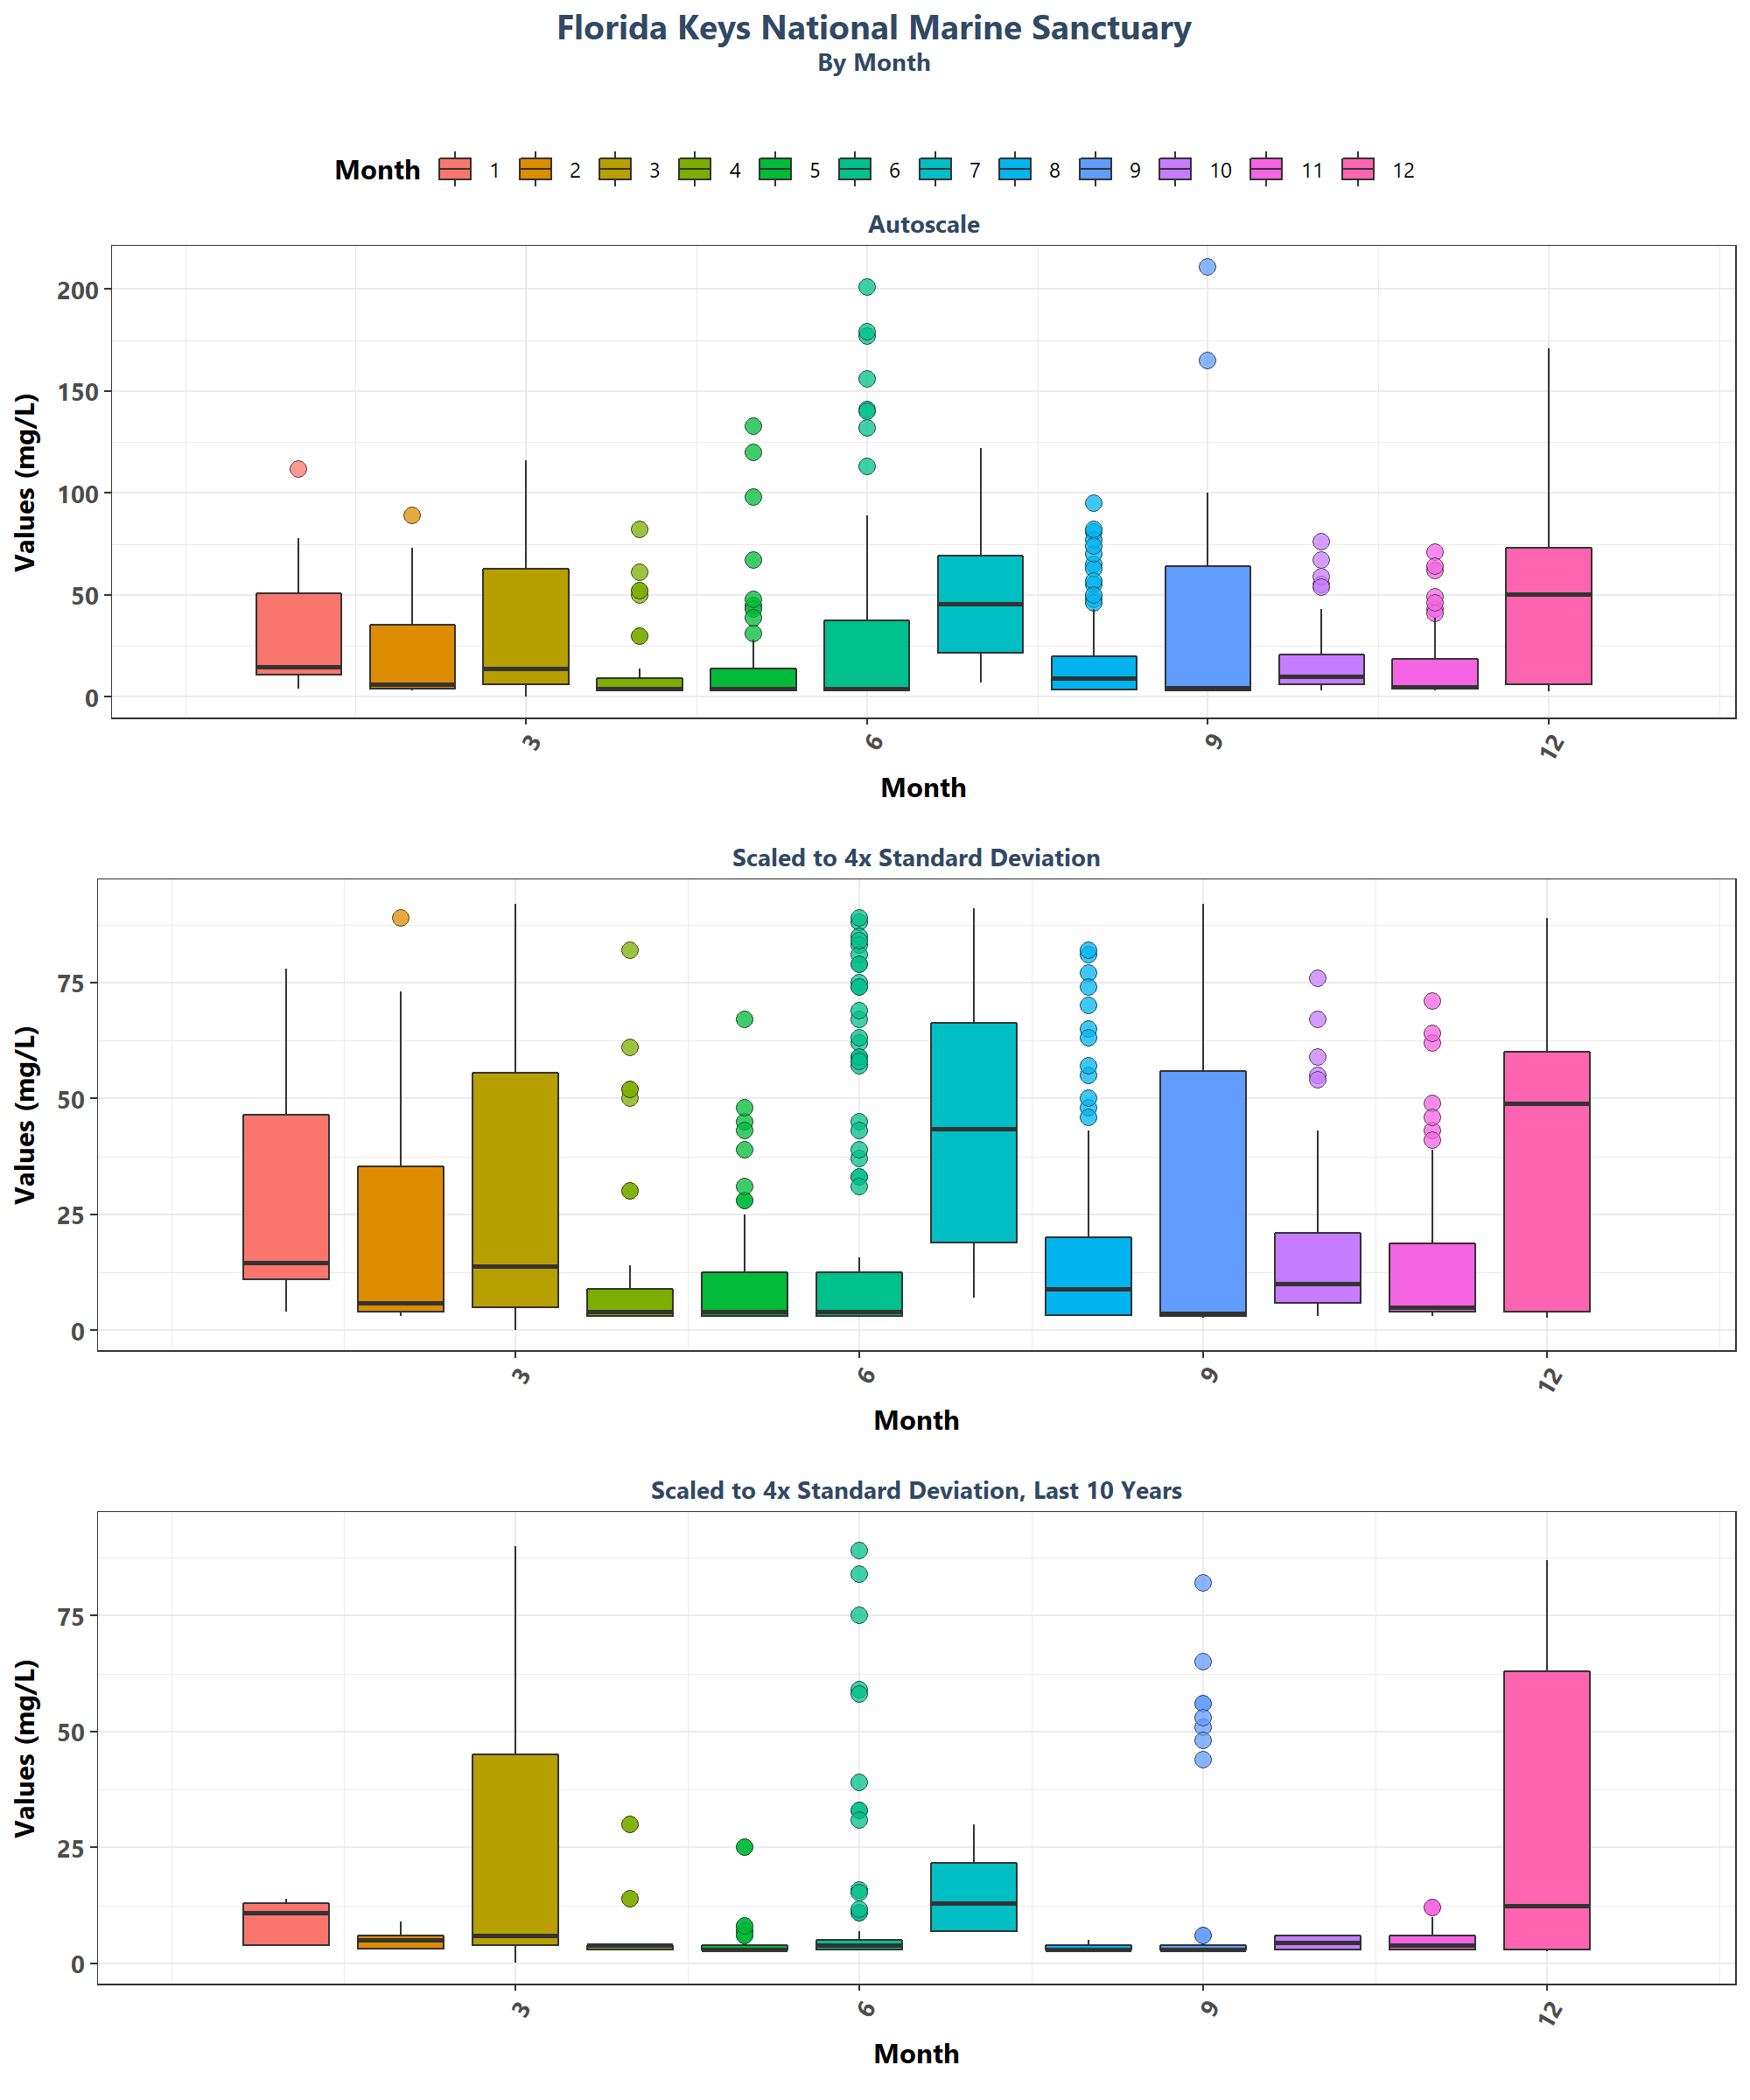 Florida Keys National Marine Sanctuary
By Month
Month 1 2 3 4 5 6 7 8 9 10 11 12
Autoscale
Values (mg/L)
200
150
100
50
0
3 6 9 12
Month
Scaled to 4x Standard Deviation
Values (mg/L)
75
50
25
0
3 6 9 12
Month
Scaled to 4x Standard Deviation, Last 10 Years
Values (mg/L)
75
50
25
0
3 6 9 12
Month